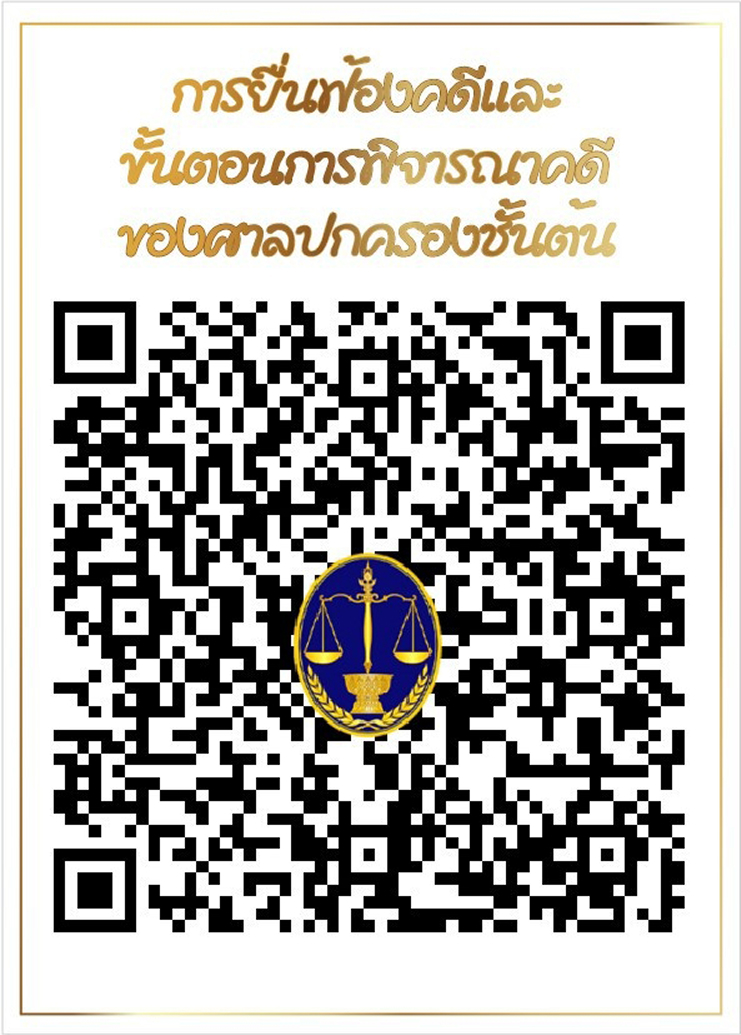 การยื่นฟ้องคดีและ
ขั้นตอนการพิจารณาคดี
ของศาลปกครองชั้นต้น